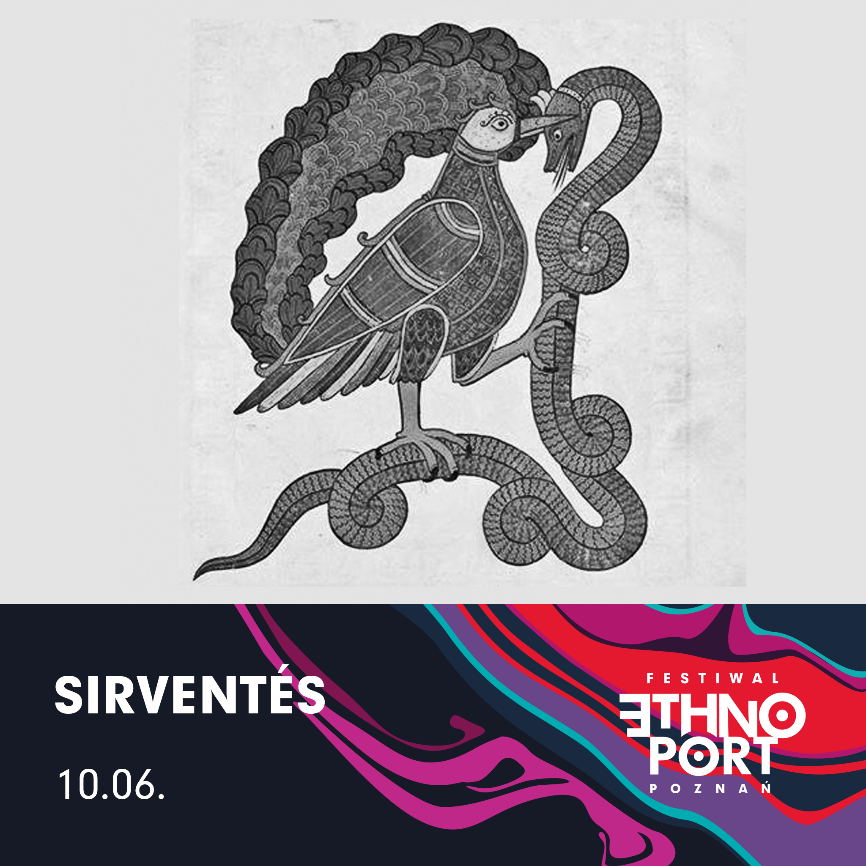 SIRVENTÉS
10.06.
FESTIWAL
ETHNO
PORT
POZNAŃ